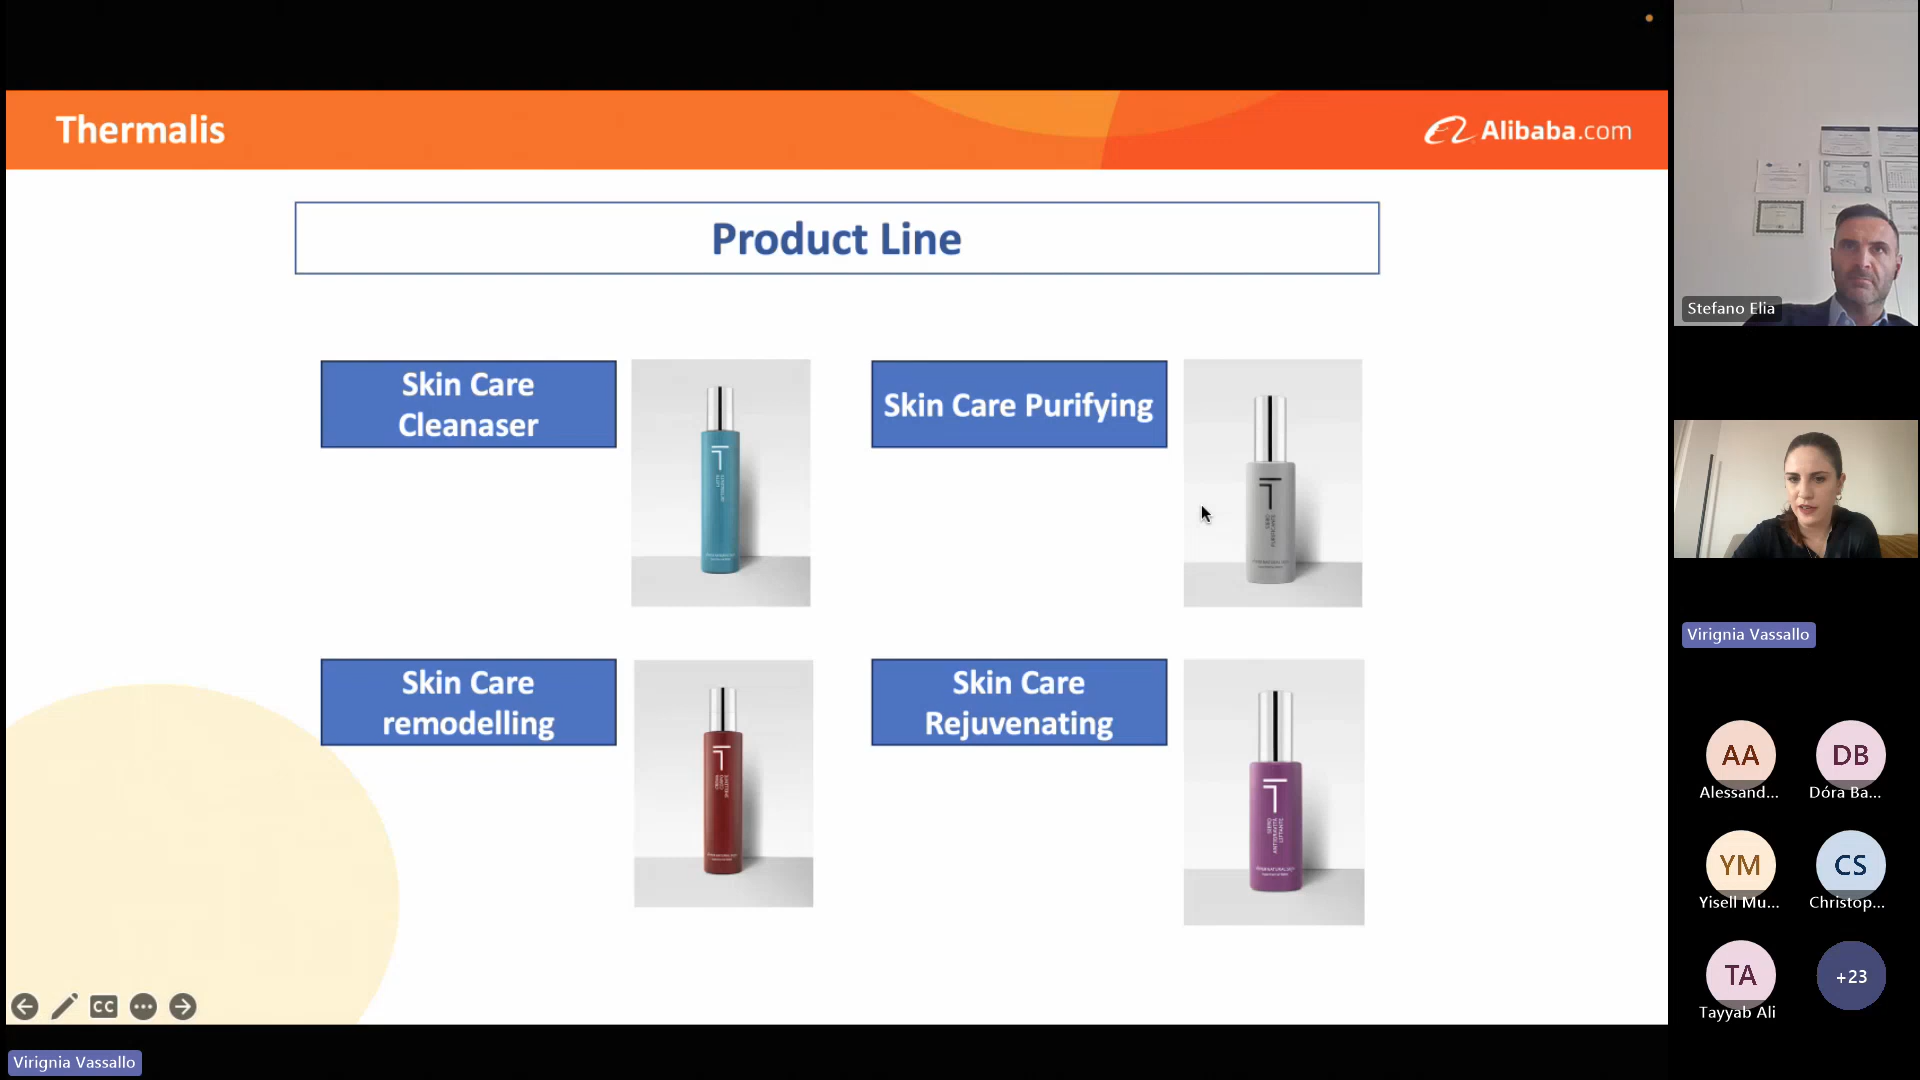 Thermalis
Alibaba.com
Product Line
Skin Care
Cleanaser
Skin Care Purifying
Skin Care
remodelling
Skin Care
Rejuvenating
CC
Virignia Vassallo
Stefano Elia
Virignia Vassallo
AA
Alessand...
DB
Dóra Ba...
YM
Yisell Mu...
CS
Christop...
TA
Tayyab Ali
+23